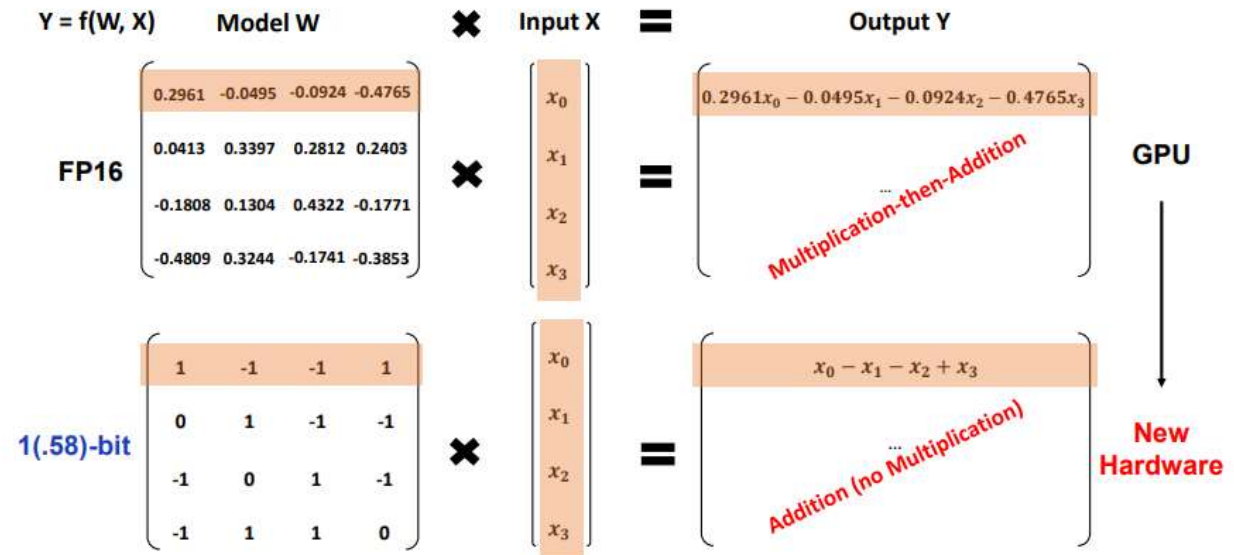 Y = f(W, X) Model W ✖ Input X = Output Y
FP16
0.2961 -0.0495 -0.0924 -0.4765
0.0413 0.3397 0.2812 0.2403
-0.1808 0.1304 0.4322 -0.1771
-0.4809 0.3244 -0.1741 -0.3853
✖
x₀
x₁
x₂
x₃
=
0.2961x₀ − 0.0495x₁ − 0.0924x₂ − 0.4765x₃
...
Multiplication-then-Addition
GPU
1(.58)-bit
1 -1 -1 1
0 1 -1 -1
-1 0 1 -1
-1 1 1 0
✖
x₀
x₁
x₂
x₃
=
x₀ − x₁ − x₂ + x₃
...
Addition (no Multiplication)
New
Hardware